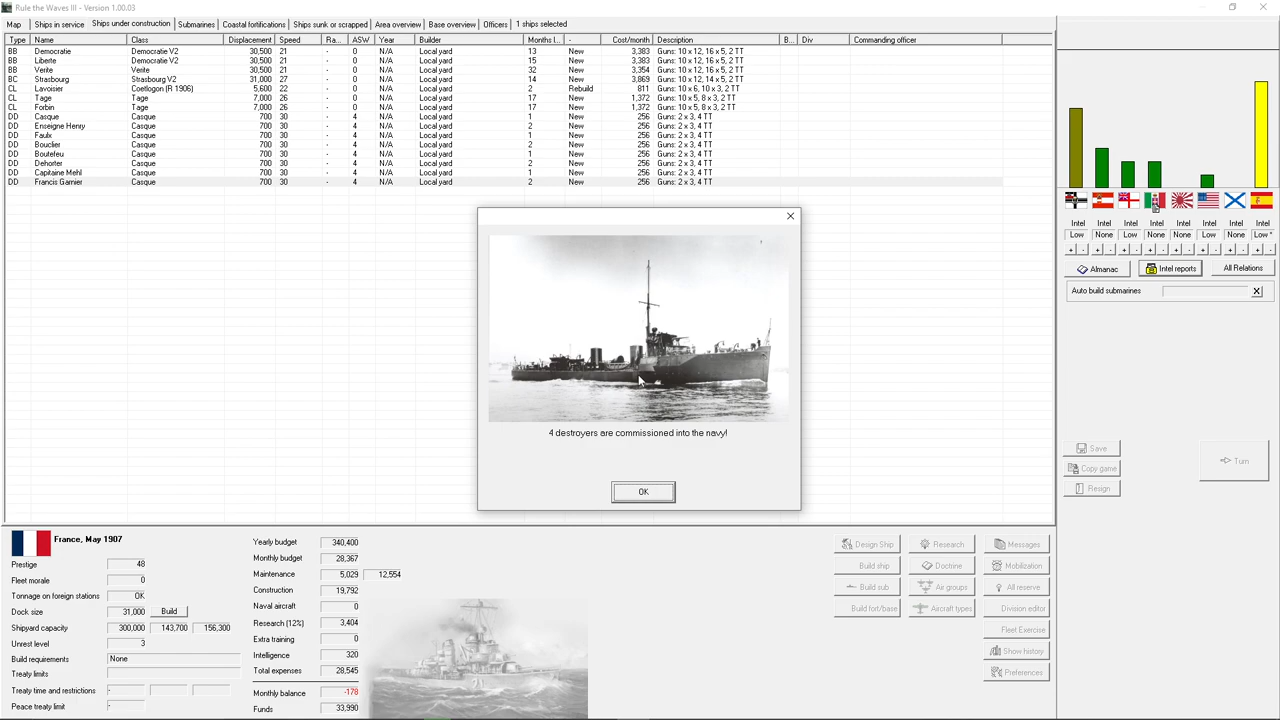 Rule the Waves III - Version 1.00.03
Map Ships in service Ships under construction Submarines Coastal fortifications Ships sunk or scrapped Area overview Base overview Officers 1 ships selected
Type Name Class Displacement Speed Ra... ASW Year Builder Months l... - Cost/month Description B... Div Commanding officer
BB Democratie Democratie V2 30,500 21 - 0 N/A Local yard 13 New 3,383 Guns: 10 x 12, 16 x 5, 2 TT
BB Liberte Democratie V2 30,500 21 - 0 N/A Local yard 15 New 3,383 Guns: 10 x 12, 16 x 5, 2 TT
BB Verite Verite 30,500 21 - 0 N/A Local yard 32 New 3,354 Guns: 10 x 12, 16 x 5, 2 TT
BC Strasbourg Strasbourg V2 31,000 27 - 0 N/A Local yard 14 New 3,869 Guns: 10 x 12, 14 x 5, 2 TT
CL Lavoisier Coetlogon (R 1906) 5,600 22 - 0 N/A Local yard 2 Rebuild 811 Guns: 10 x 6, 10 x 3, 2 TT
CL Tage Tage 7,000 26 - 0 N/A Local yard 17 New 1,372 Guns: 10 x 5, 8 x 3, 2 TT
CL Forbin Tage 7,000 26 - 0 N/A Local yard 17 New 1,372 Guns: 10 x 5, 8 x 3, 2 TT
DD Casque Casque 700 30 - 4 N/A Local yard 1 New 256 Guns: 2 x 3, 4 TT
DD Enseigne Henry Casque 700 30 - 4 N/A Local yard 2 New 256 Guns: 2 x 3, 4 TT
DD Faulx Casque 700 30 - 4 N/A Local yard 1 New 256 Guns: 2 x 3, 4 TT
DD Bouclier Casque 700 30 - 4 N/A Local yard 2 New 256 Guns: 2 x 3, 4 TT
DD Boutefeu Casque 700 30 - 4 N/A Local yard 1 New 256 Guns: 2 x 3, 4 TT
DD Dehorter Casque 700 30 - 4 N/A Local yard 2 New 256 Guns: 2 x 3, 4 TT
DD Capitaine Mehl Casque 700 30 - 4 N/A Local yard 1 New 256 Guns: 2 x 3, 4 TT
DD Francis Garnier Casque 700 30 - 4 N/A Local yard 2 New 256 Guns: 2 x 3, 4 TT
4 destroyers are commissioned into the navy!
OK
Intel Intel Intel Intel Intel Intel Intel Intel
Low None Low None None Low None Low *
+ - + - + - + - + - + - + - + -
Almanac Intel reports All Relations
Auto build submarines X
Save
Copy game
Resign
Turn
France, May 1907
Prestige 48
Fleet morale 0
Tonnage on foreign stations OK
Dock size 31,000 Build
Shipyard capacity 300,000 143,700 156,300
Unrest level 3
Build requirements None
Treaty limits
Treaty time and restrictions -
Peace treaty limit -
Yearly budget 340,400
Monthly budget 28,367
Maintenance 5,029 12,554
Construction 19,792
Naval aircraft 0
Research (12%) 3,404
Extra training 0
Intelligence 320
Total expenses 28,545
Monthly balance -178
Funds 33,990
Design Ship Research Messages
Build ship Doctrine Mobilization
Build sub Air groups All reserve
Build fort/base Aircraft types Division editor
Fleet Exercise
Show history
Preferences